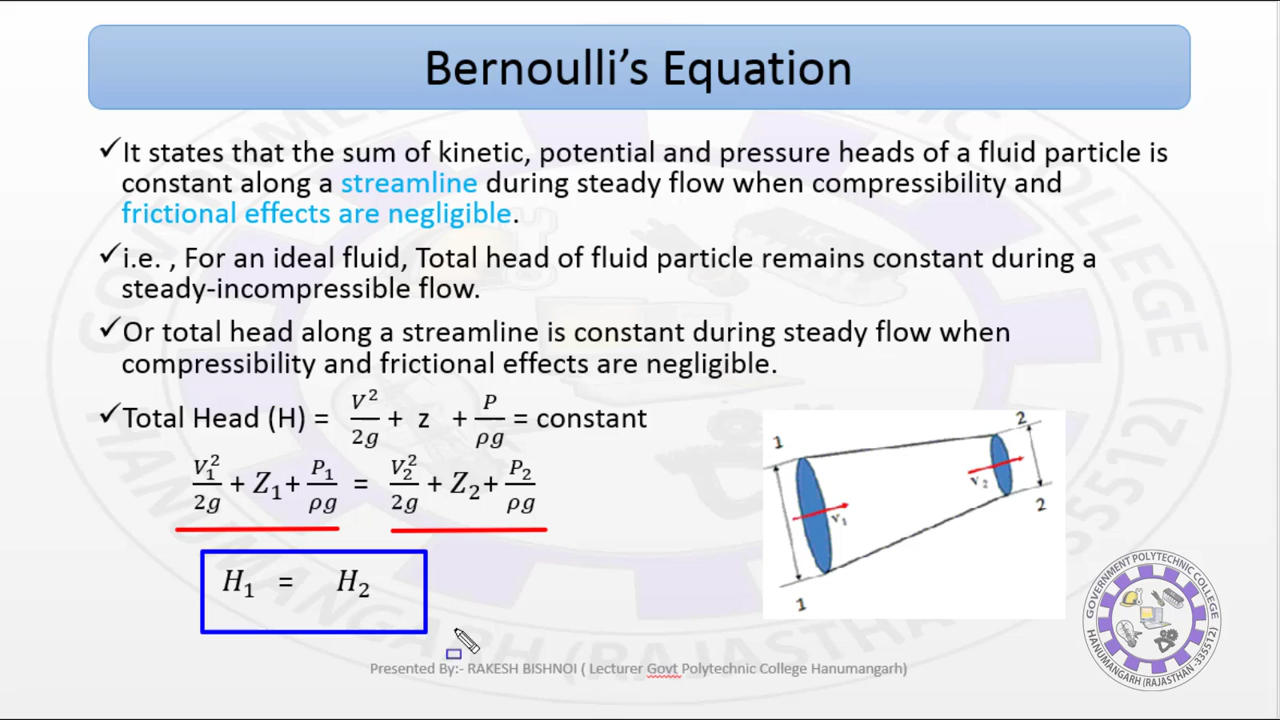 Bernoulli’s Equation
✓It states that the sum of kinetic, potential and pressure heads of a fluid particle is
constant along a streamline during steady flow when compressibility and
frictional effects are negligible.
✓i.e. , For an ideal fluid, Total head of fluid particle remains constant during a
steady-incompressible flow.
✓Or total head along a streamline is constant during steady flow when
compressibility and frictional effects are negligible.
✓Total Head (H) = V²/2g + z + P/ρg = constant
V₁²/2g + Z₁+ P₁/ρg = V₂²/2g + Z₂+ P₂/ρg
H₁ = H₂
1
2
v₁
v₂
2
1
GOVERNMENT POLYTECHNIC COLLEGE
HANUMANGARH (RAJASTHAN -335512)
Presented By:- RAKESH BISHNOI ( Lecturer Govt Polytechnic College Hanumangarh)